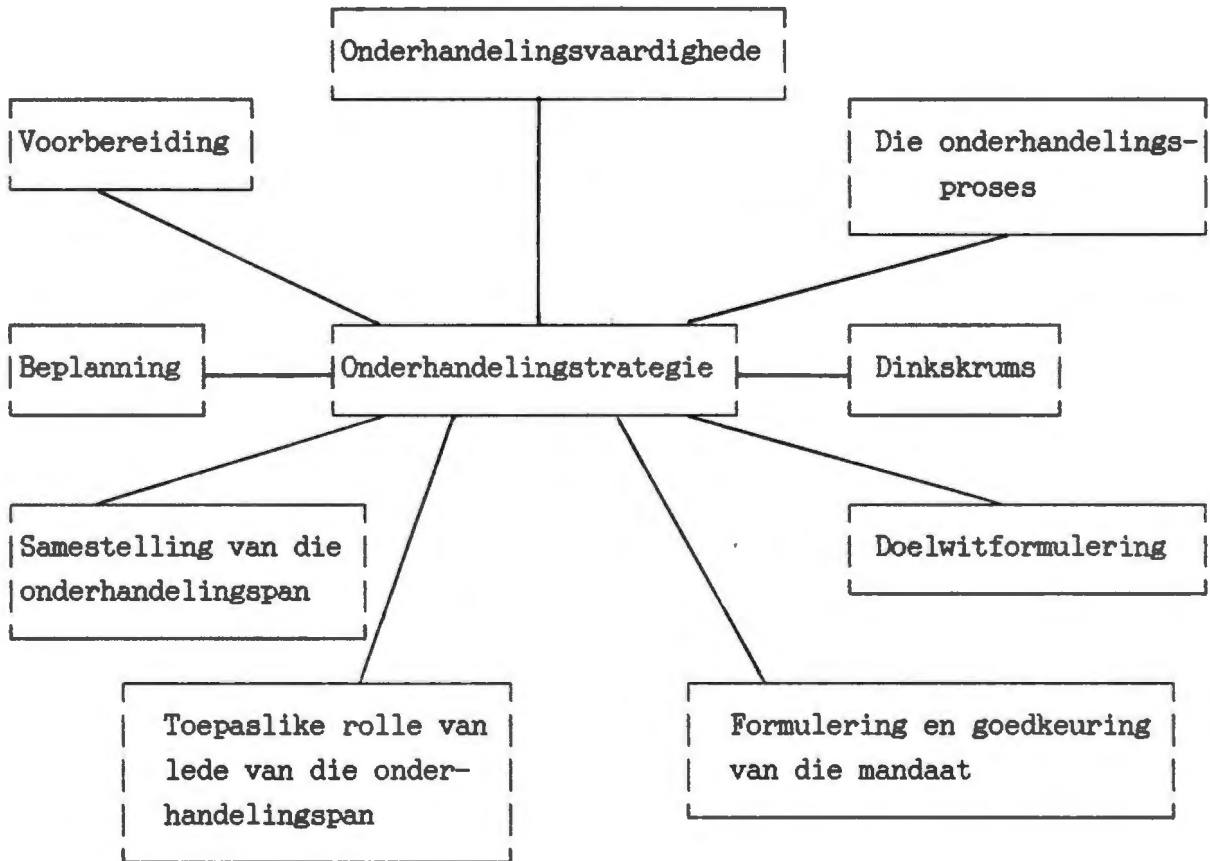 Onderhandelingsvaardighede
Voorbereiding
Die onderhandelings-
proses
Beplanning
Onderhandelingstrategie
Dinkskrums
Samestelling van die
onderhandelingspan
Doelwitformulering
Toepaslike rolle van
lede van die onder-
handelingspan
Formulering en goedkeuring
van die mandaat